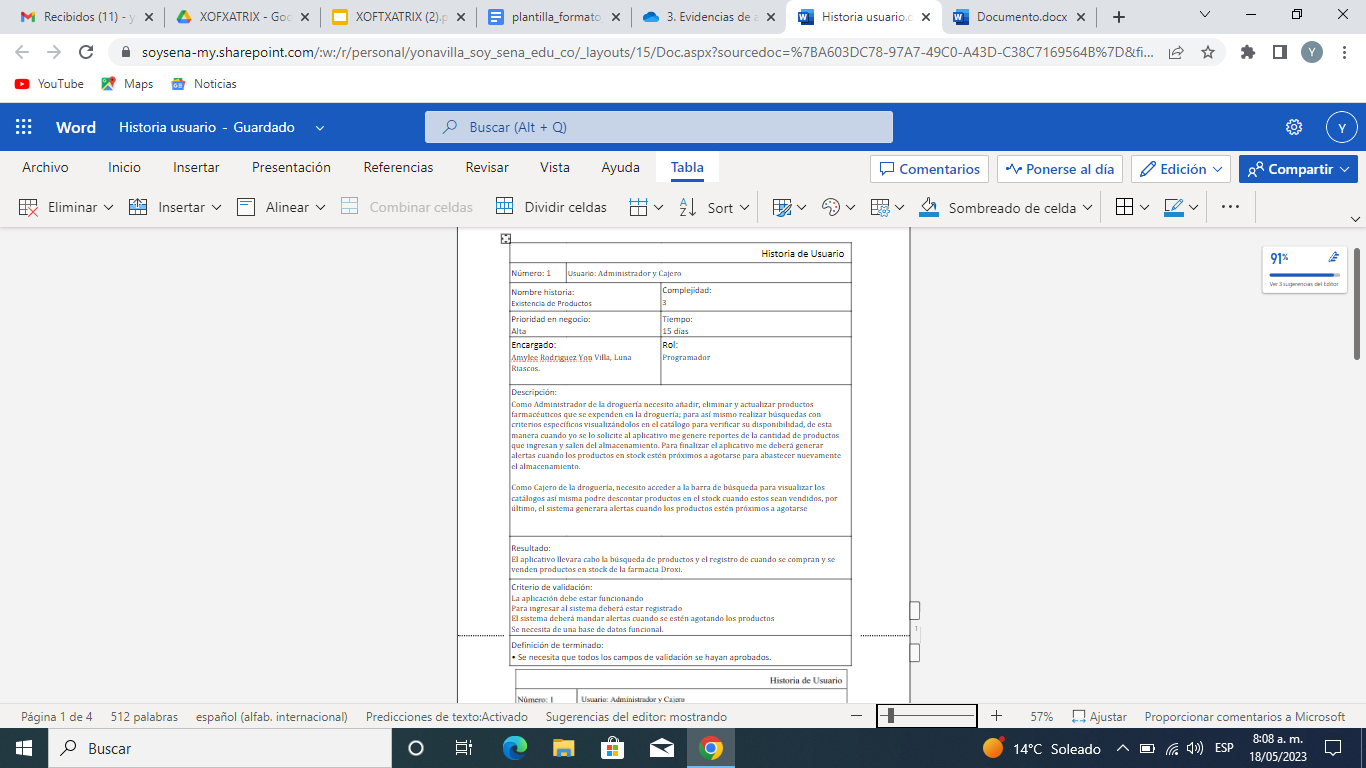 Recibidos (11) - y
XOFXATRIX - Goo
XOFTXATRIX (2).p
plantilla_formato
3. Evidencias de a
Historia usuario.d
Documento.docx
soysena-my.sharepoint.com/:w:/r/personal/yonavilla_soy_sena_edu_co/_layouts/15/Doc.aspx?sourcedoc=%7BA603DC78-97A7-49C0-A43D-C38C7169564B%7D&fi...
Y
YouTube
Maps
Noticias
Word
Historia usuario - Guardado
Buscar (Alt + Q)
Y
Archivo
Inicio
Insertar
Presentación
Referencias
Revisar
Vista
Ayuda
Tabla
Comentarios
Ponerse al día
Edición
Compartir
Eliminar
Insertar
Alinear
Combinar celdas
Dividir celdas
Sort
Sombreado de celda
Historia de Usuario
Número: 1
Usuario: Administrador y Cajero
Nombre historia:
Existencia de Productos
Complejidad:
3
Prioridad en negocio:
Alta
Tiempo:
15 días
Encargado:
Amylee Rodriguez Yon Villa, Luna
Riascos.
Rol:
Programador
Descripción:
Como Administrador de la droguería necesito añadir, eliminar y actualizar productos
farmacéuticos que se expenden en la droguería; para así mismo realizar búsquedas con
criterios específicos visualizándolos en el catálogo para verificar su disponibilidad, de esta
manera cuando yo se lo solicite al aplicativo me genere reportes de la cantidad de productos
que ingresan y salen del almacenamiento. Para finalizar el aplicativo me deberá generar
alertas cuando los productos en stock estén próximos a agotarse para abastecer nuevamente
el almacenamiento.
Como Cajero de la droguería, necesito acceder a la barra de búsqueda para visualizar los
catálogos así misma podre descontar productos en el stock cuando estos sean vendidos, por
último, el sistema generara alertas cuando los productos estén próximos a agotarse
Resultado:
El aplicativo llevara cabo la búsqueda de productos y el registro de cuando se compran y se
venden productos en stock de la farmacia Droxi.
Criterio de validación:
La aplicación debe estar funcionando
Para ingresar al sistema deberá estar registrado
El sistema deberá mandar alertas cuando se estén agotando los productos
Se necesita de una base de datos funcional.
Definición de terminado:
• Se necesita que todos los campos de validación se hayan aprobados.
Historia de Usuario
Número: 1
Usuario: Administrador y Cajero
91%
Ver 3 sugerencias del Editor
1
Página 1 de 4
512 palabras
español (alfab. internacional)
Predicciones de texto:Activado
Sugerencias del editor: mostrando
57%
Ajustar
Proporcionar comentarios a Microsoft
Buscar
14°C Soleado
ESP
8:08 a. m.
18/05/2023